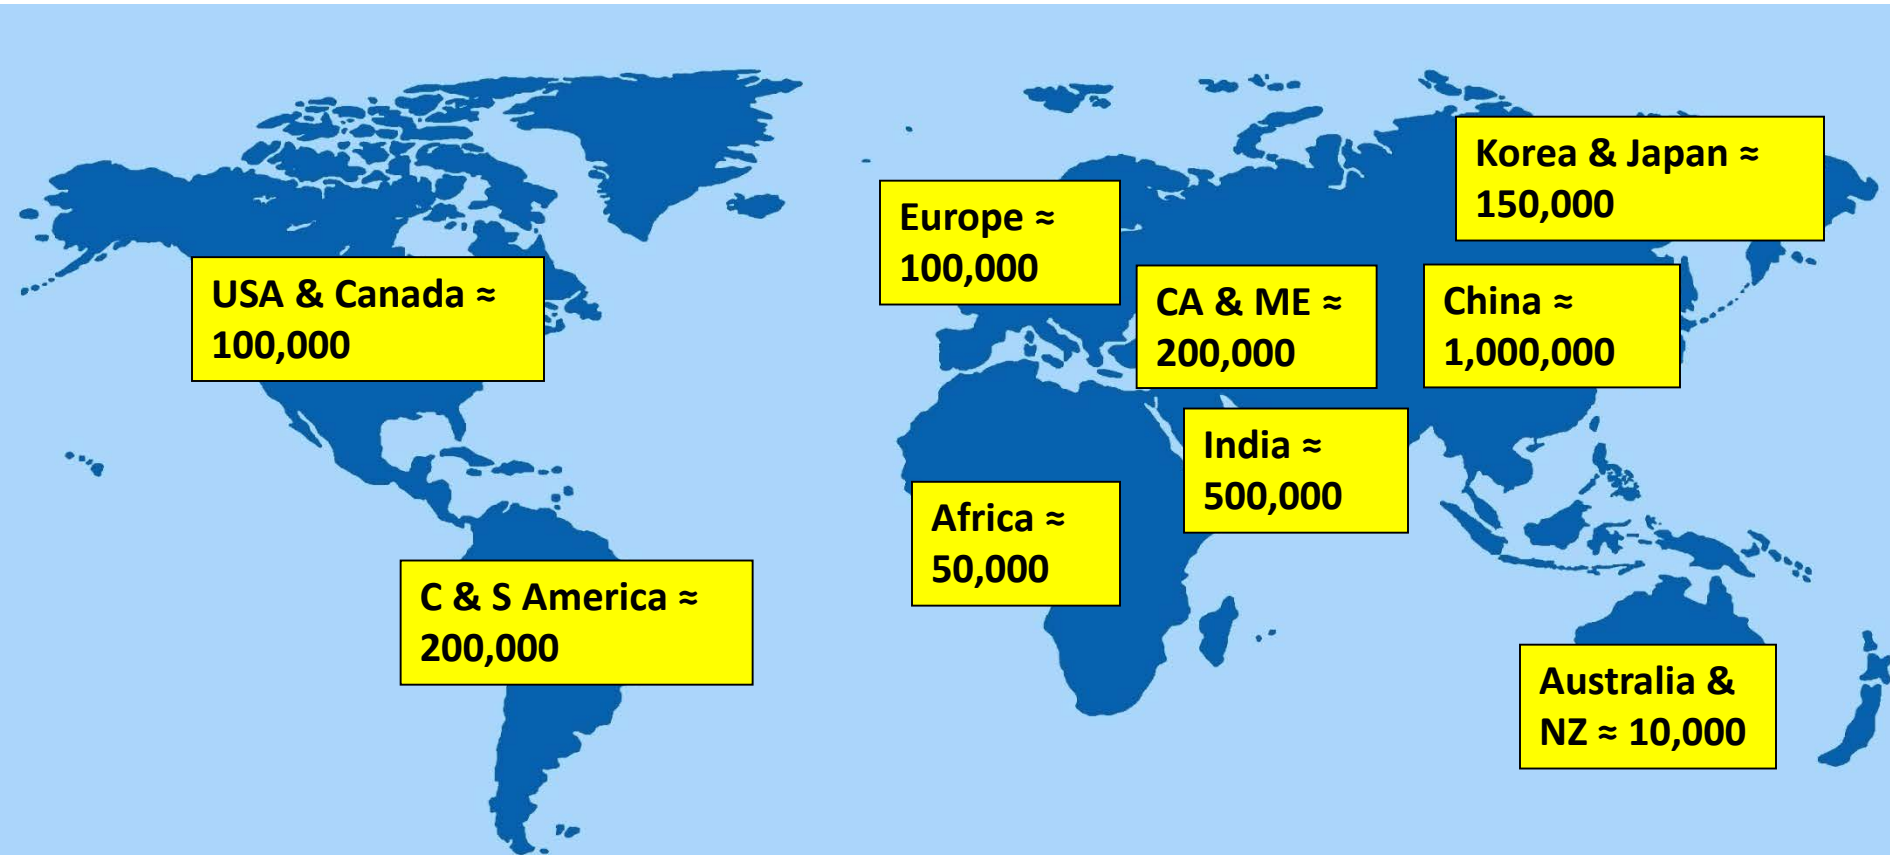 Korea & Japan ≈
150,000
Europe ≈
100,000
USA & Canada ≈
100,000
CA & ME ≈
200,000
China ≈
1,000,000
India ≈
500,000
Africa ≈
50,000
C & S America ≈
200,000
Australia &
NZ ≈ 10,000